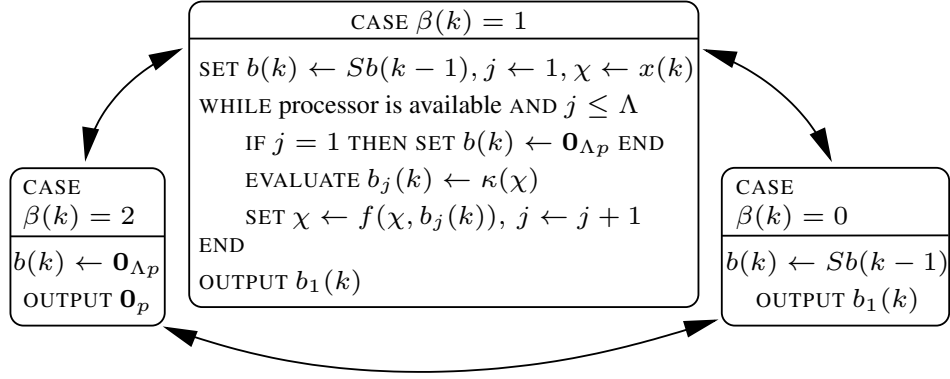 CASE β(k) = 1
SET b(k) ← Sb(k − 1), j ← 1, χ ← x(k)
WHILE processor is available AND j ≤ Λ
IF j = 1 THEN SET b(k) ← 𝟎_{Λp} END
EVALUATE b_j(k) ← κ(χ)
SET χ ← f(χ, b_j(k)), j ← j + 1
END
OUTPUT b_1(k)
CASE
β(k) = 2
b(k) ← 𝟎_{Λp}
OUTPUT 𝟎_p
CASE
β(k) = 0
b(k) ← Sb(k − 1)
OUTPUT b_1(k)